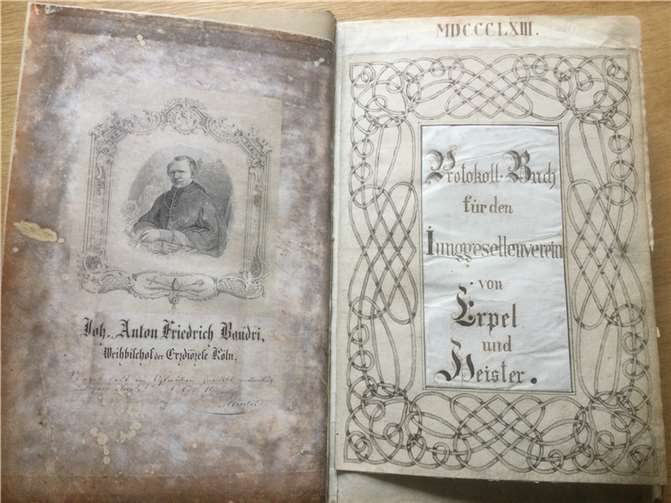 Joh. Anton Friedrich Baudri,
Weihbischof der Erzdiözese Köln.
MDCCCLXIII.
Protokoll-Buch
für den
Junggesellenverein
von
Erpel
und
Heister.